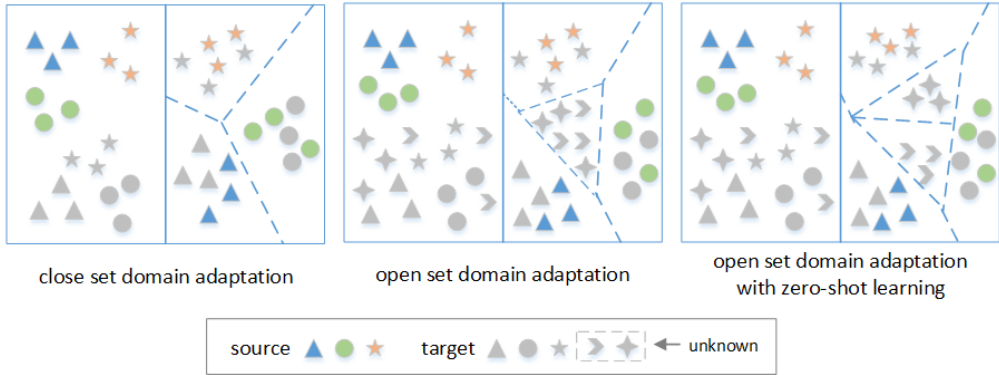 close set domain adaptation
open set domain adaptation
open set domain adaptation
with zero-shot learning
source
target
unknown